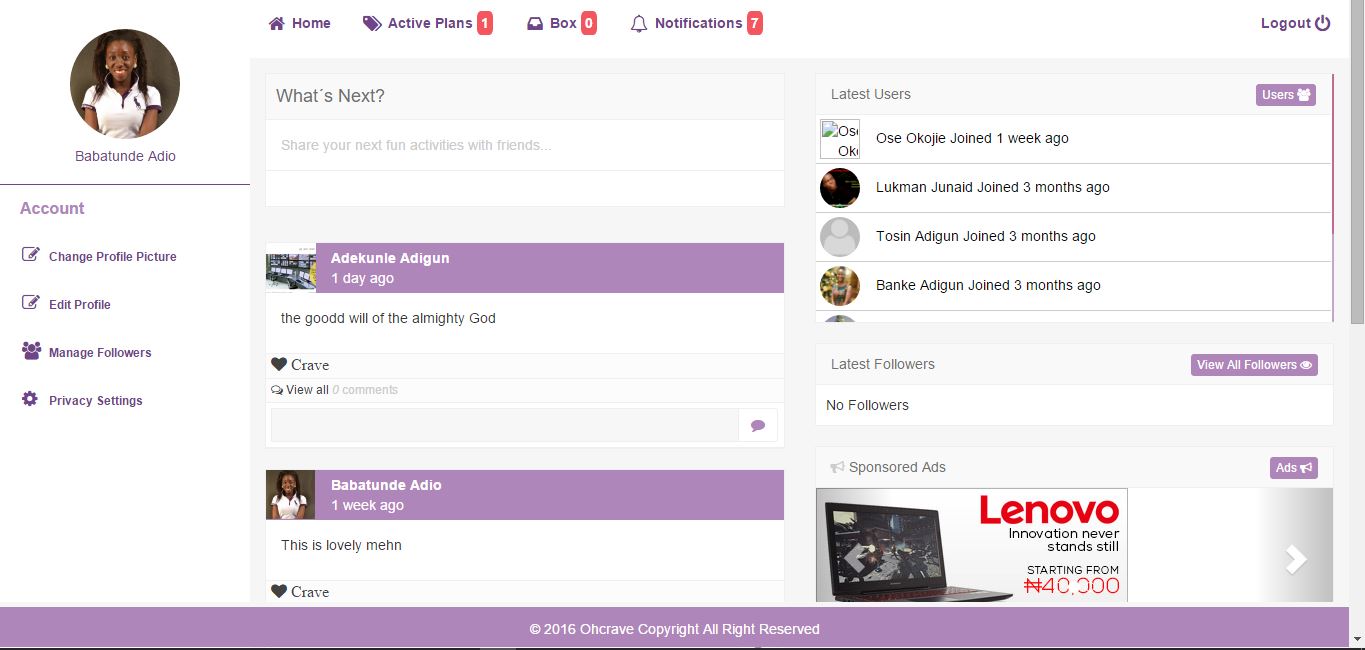 Home
Active Plans 1
Box 0
Notifications 7
Logout
Babatunde Adio
Account
Change Profile Picture
Edit Profile
Manage Followers
Privacy Settings
What´s Next?
Share your next fun activities with friends...
Adekunle Adigun
1 day ago
the goodd will of the almighty God
Crave
View all 0 comments
Babatunde Adio
1 week ago
This is lovely mehn
Crave
Latest Users
Users
Ose
Ok
Ose Okojie Joined 1 week ago
Lukman Junaid Joined 3 months ago
Tosin Adigun Joined 3 months ago
Banke Adigun Joined 3 months ago
Latest Followers
View All Followers
No Followers
Sponsored Ads
Ads
Lenovo
Innovation never
stands still
STARTING FROM
₦40,000
© 2016 Ohcrave Copyright All Right Reserved